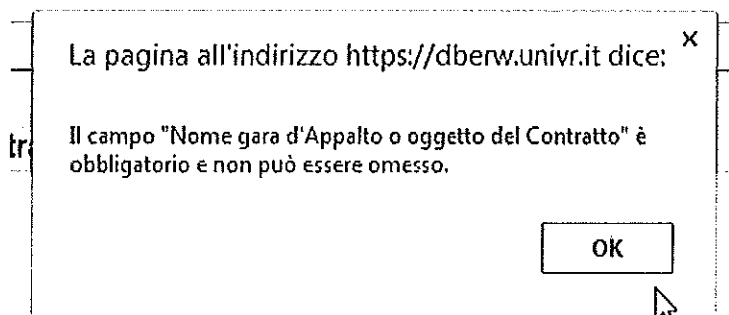 La pagina all'indirizzo https://dberw.univr.it dice:
×
Il campo "Nome gara d'Appalto o oggetto del Contratto" è
obbligatorio e non può essere omesso.
OK